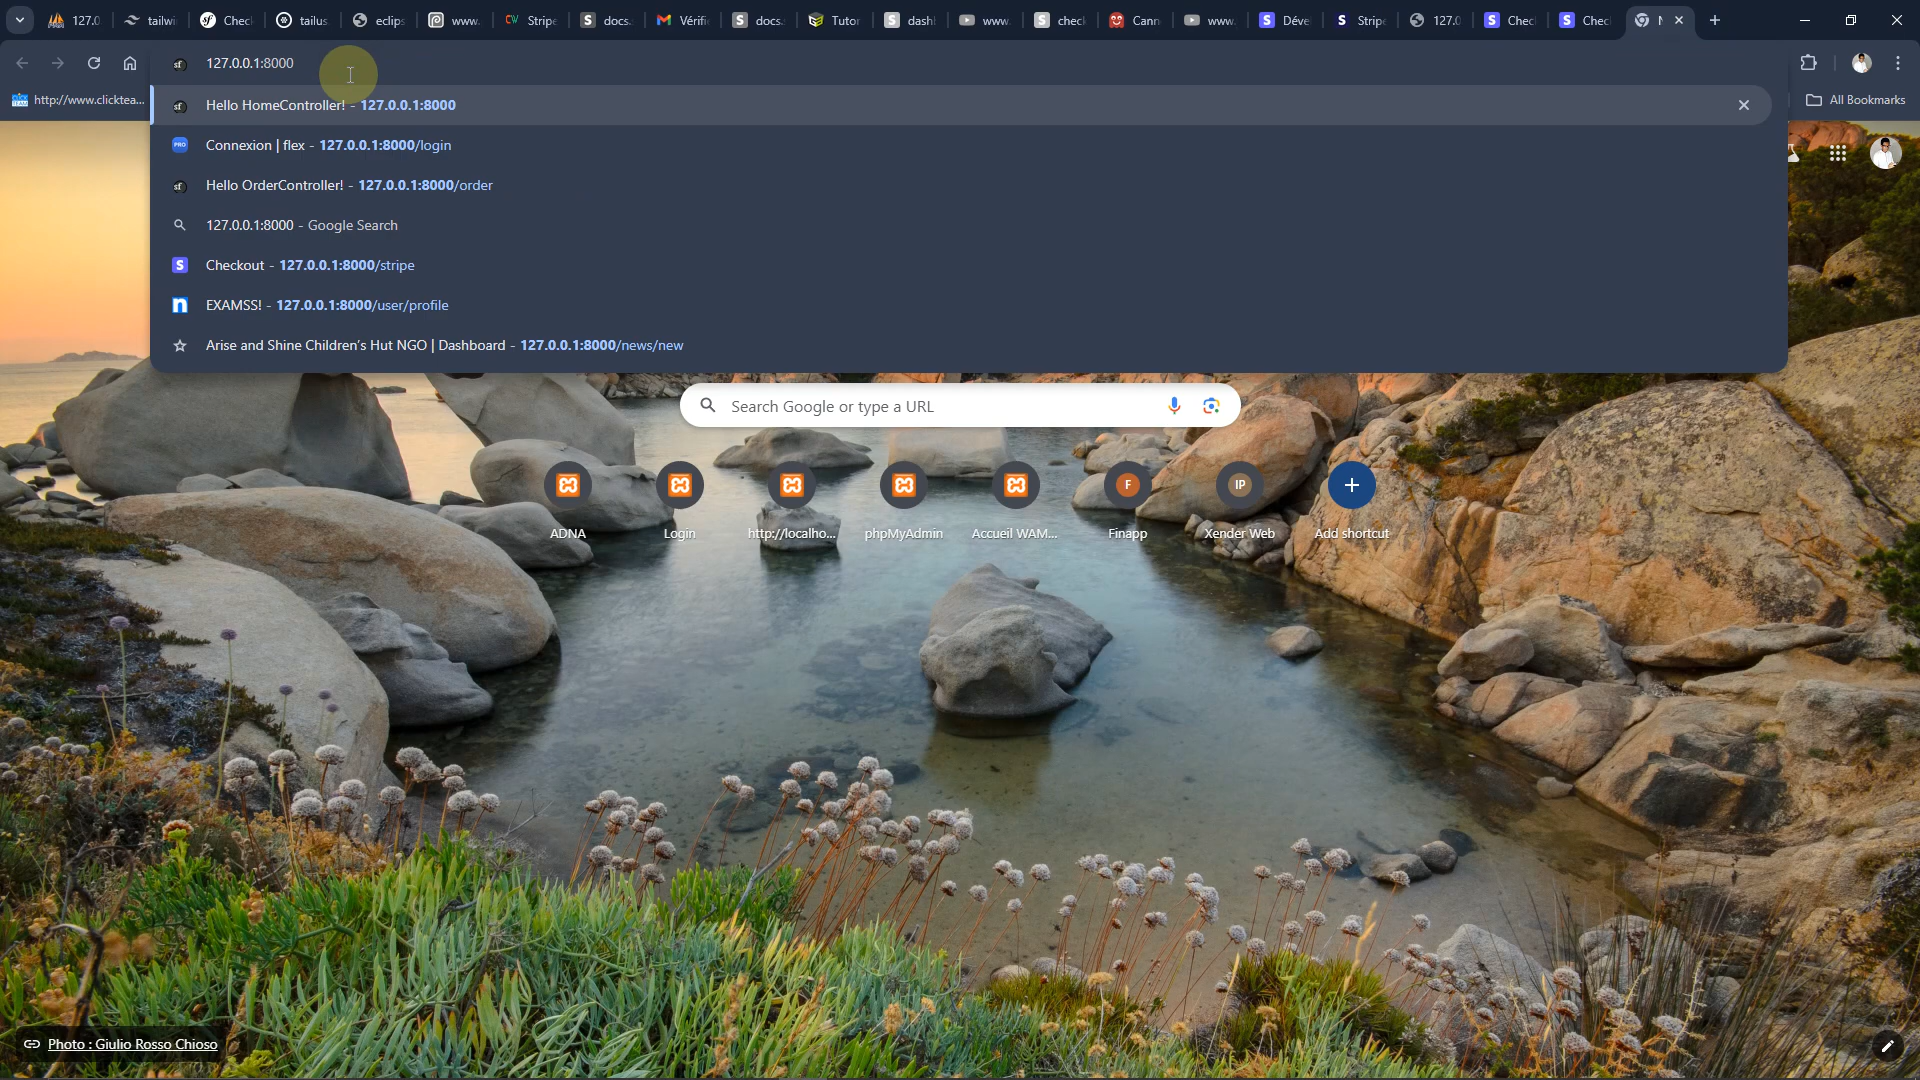 127.0 tailwi Chec tailus eclips www. Stripe docs. Vérifi docs. Tutor dash www. check Cann www. Déve Stripe 127.0 Chec Chec
127.0.0.1:8000
http://www.clicktea... All Bookmarks
Hello HomeController! - 127.0.0.1:8000
Connexion | flex - 127.0.0.1:8000/login
Hello OrderController! - 127.0.0.1:8000/order
127.0.0.1:8000 - Google Search
Checkout - 127.0.0.1:8000/stripe
EXAMSS! - 127.0.0.1:8000/user/profile
Arise and Shine Children's Hut NGO | Dashboard - 127.0.0.1:8000/news/new
Search Google or type a URL
ADNA Login http://localho... phpMyAdmin Accueil WAM... Finapp Xender Web Add shortcut
Photo : Giulio Rosso Chioso